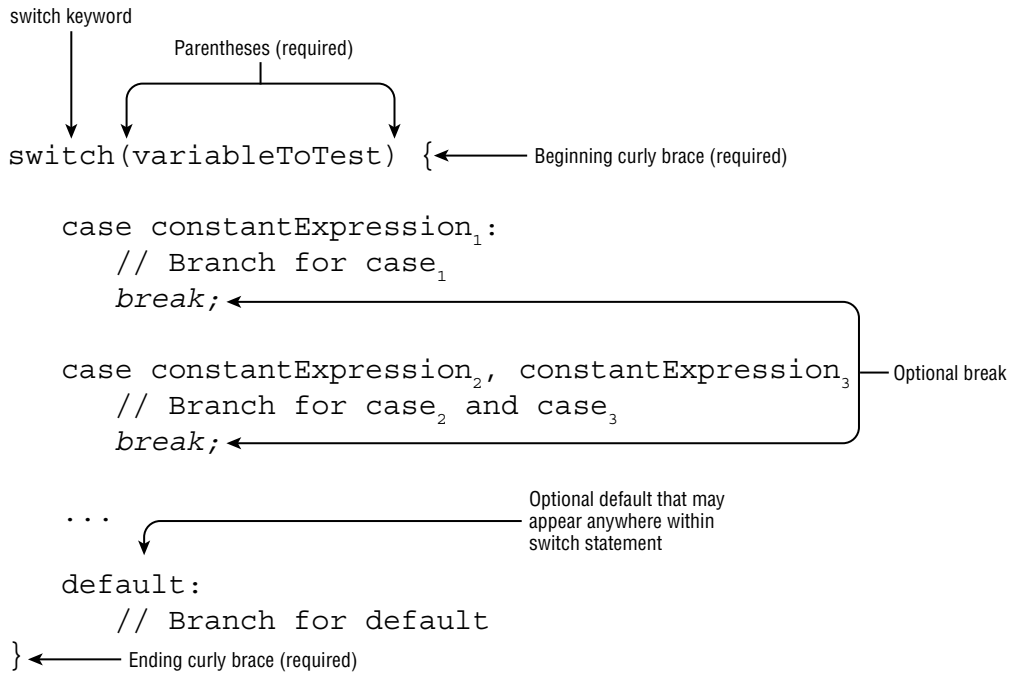 switch keyword
Parentheses (required)
switch(variableToTest) {
Beginning curly brace (required)
case constantExpression₁:
// Branch for case₁
break;
case constantExpression₂, constantExpression₃
// Branch for case₂ and case₃
break;
Optional break
...
Optional default that may
appear anywhere within
switch statement
default:
// Branch for default
}
Ending curly brace (required)